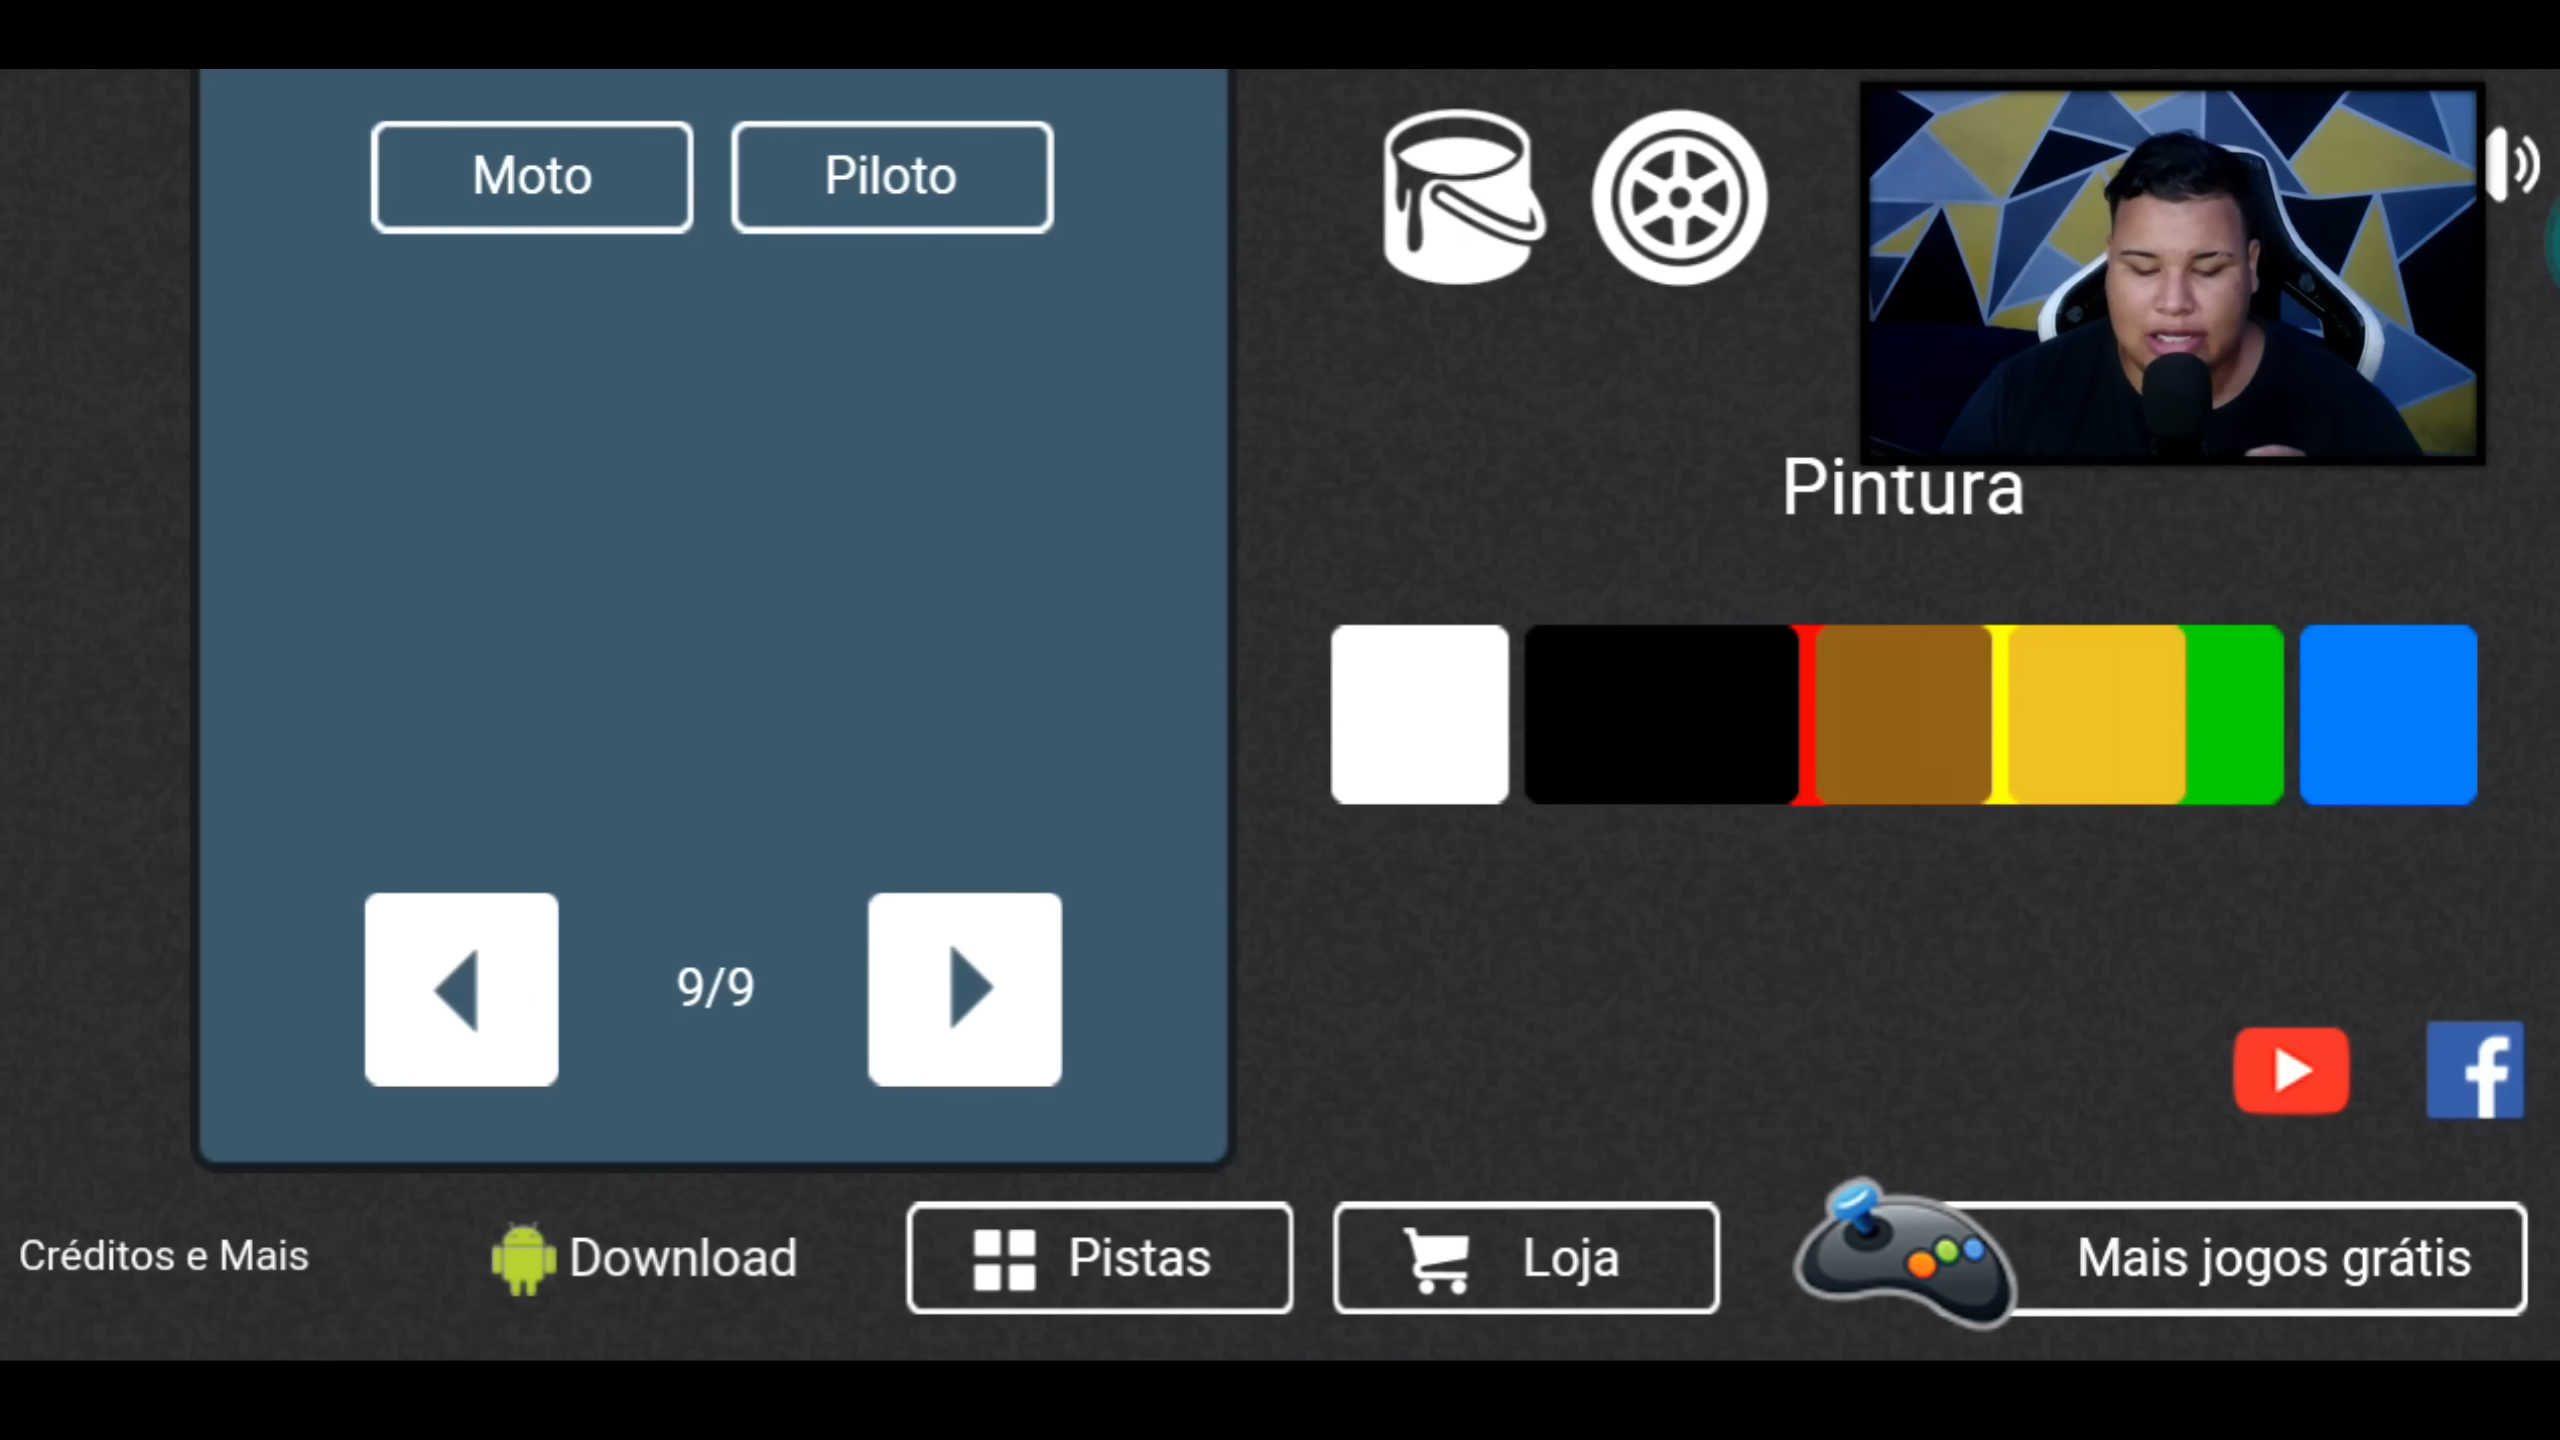 Moto
Piloto
Pintura
9/9
Créditos e Mais
Download
Pistas
Loja
Mais jogos grátis